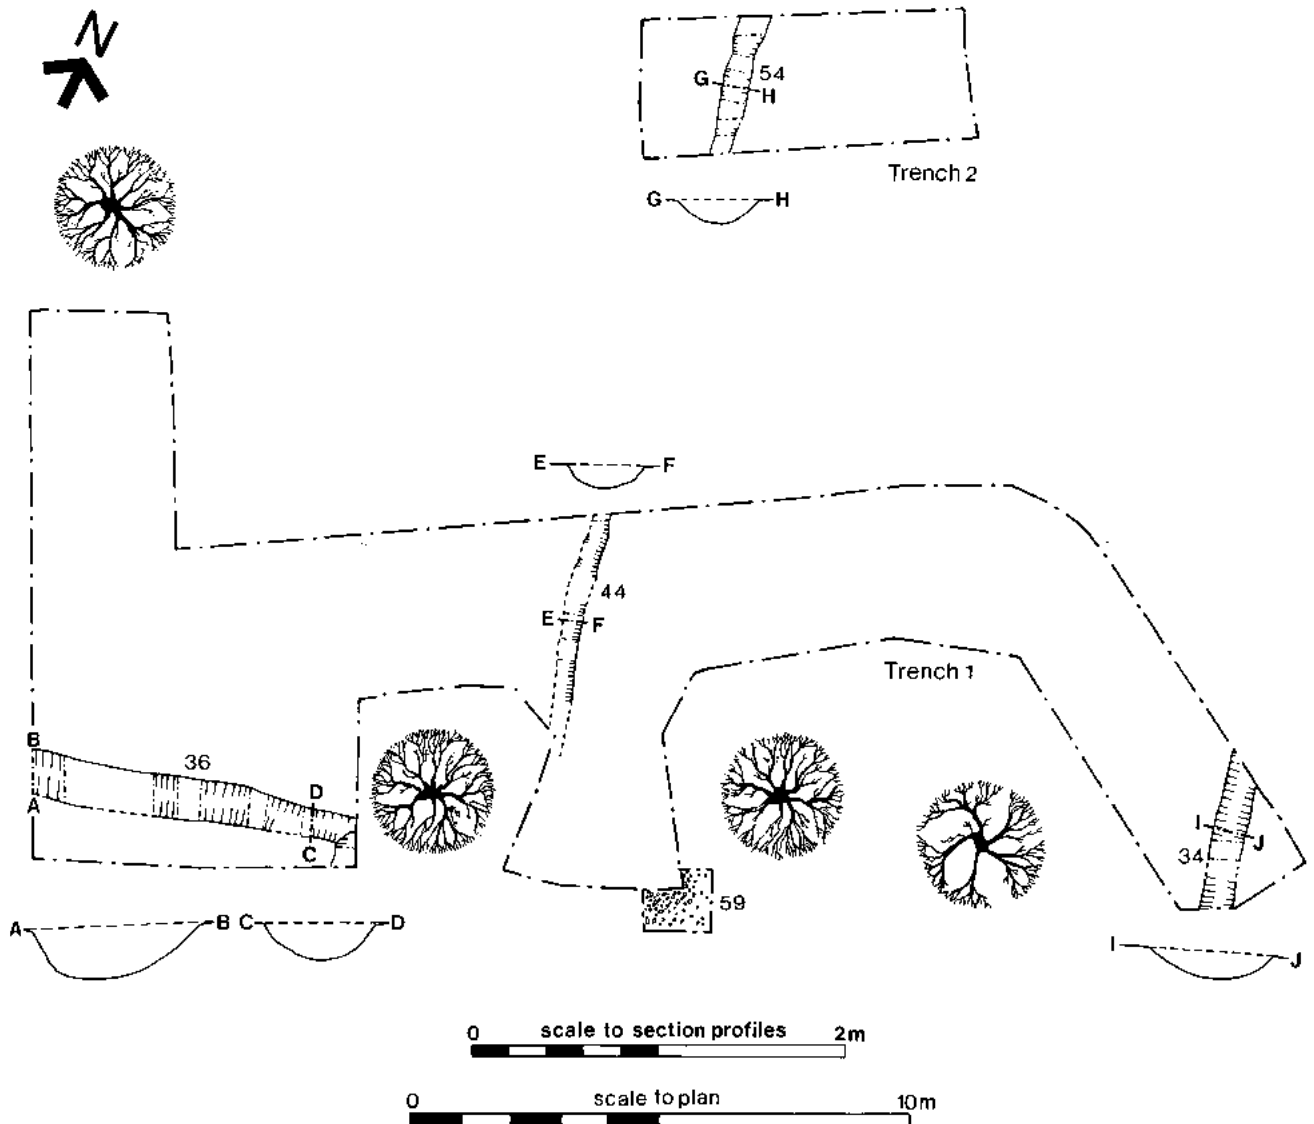 N
54
G
H
Trench 2
G H
E F
44
E F
Trench 1
B
36
D
A
C
I
J
34
59
A B C D
I J
0 scale to section profiles 2m
0 scale to plan 10m